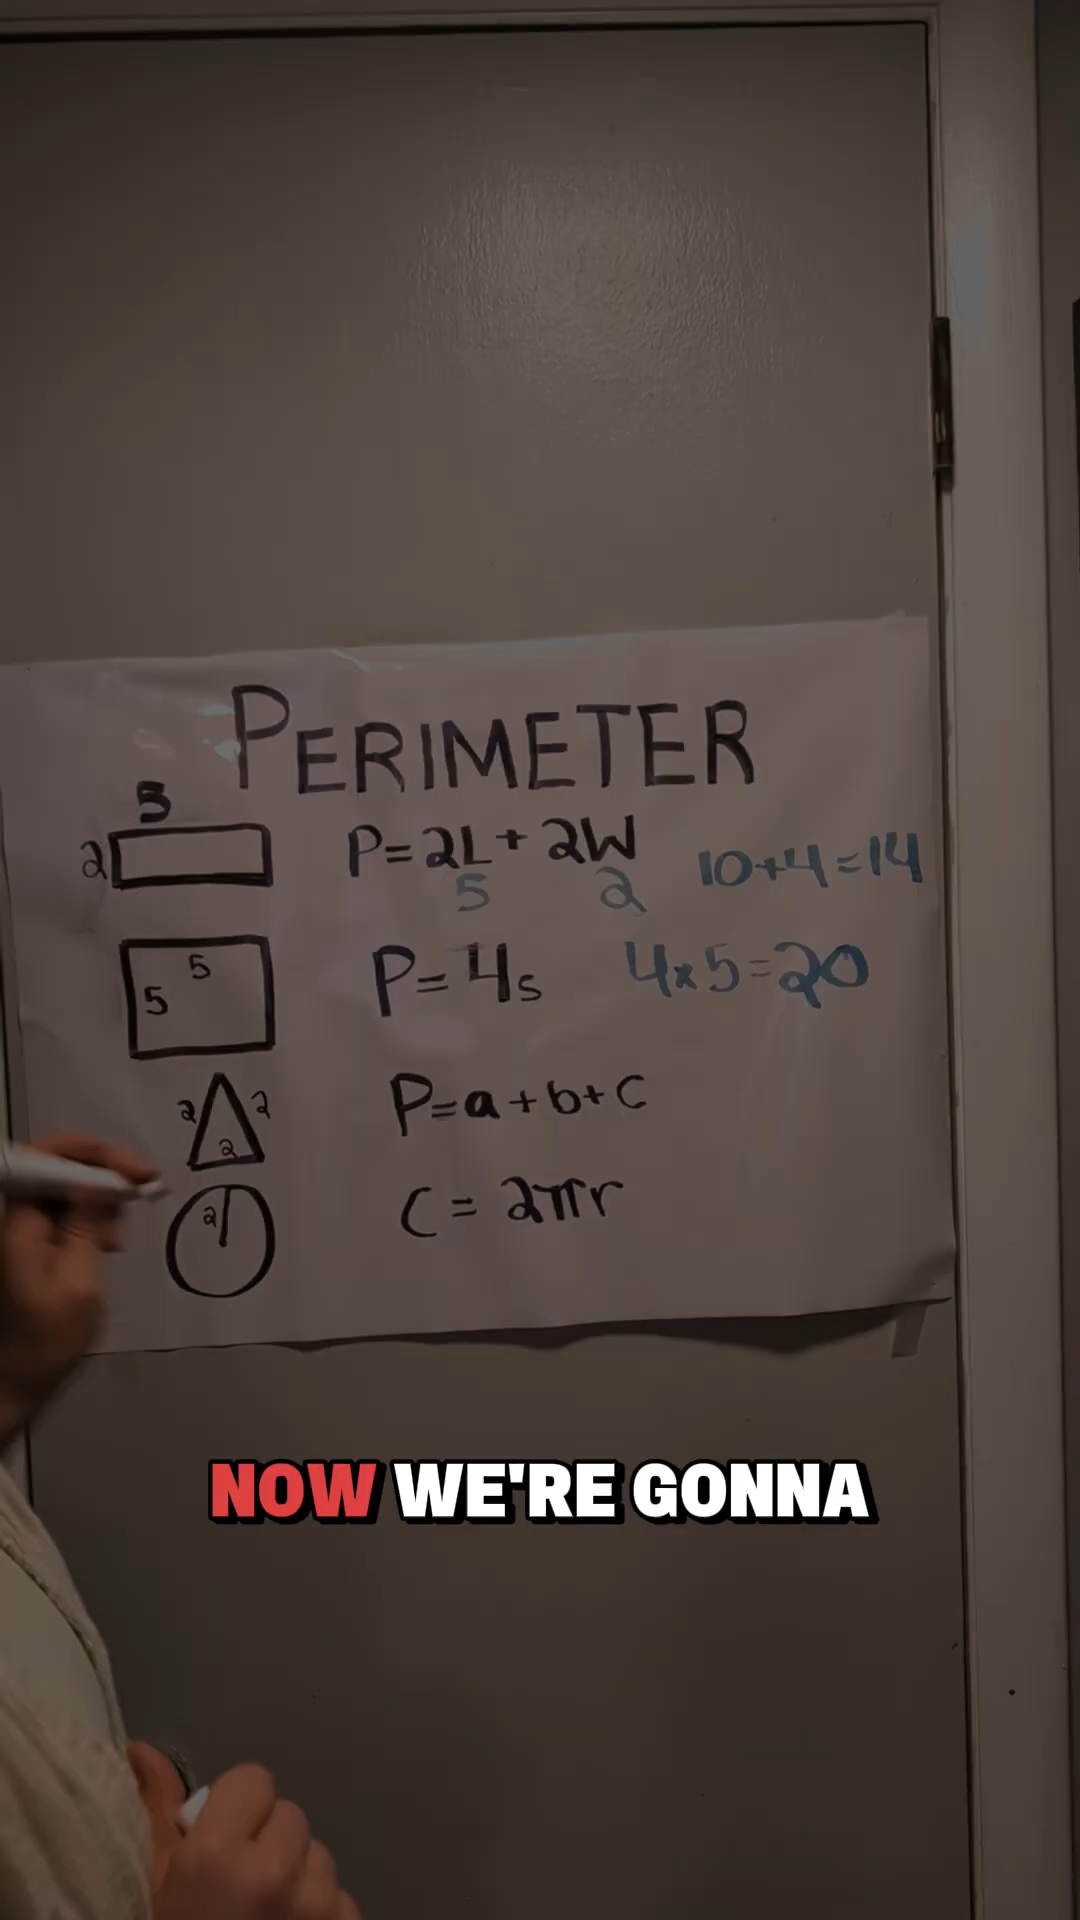 PERIMETER
5
2 P=2L+2W 10+4=14
5 2
5
5 P=4s 4x5=20
2 2 P=a+b+c
2
2 C=2πr
NOW WE'RE GONNA